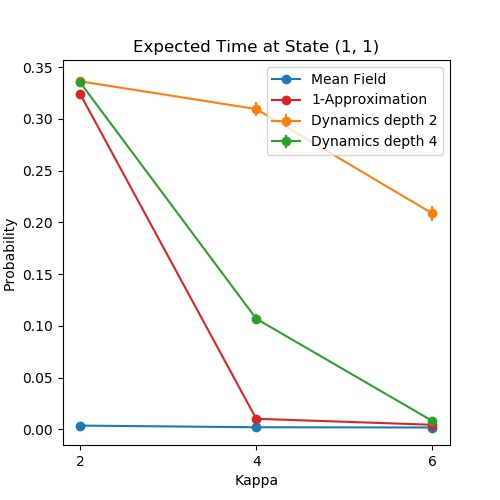 Expected Time at State (1, 1)
Mean Field
1-Approximation
Dynamics depth 2
Dynamics depth 4
Probability
0.35
0.30
0.25
0.20
0.15
0.10
0.05
0.00
2 4 6
Kappa